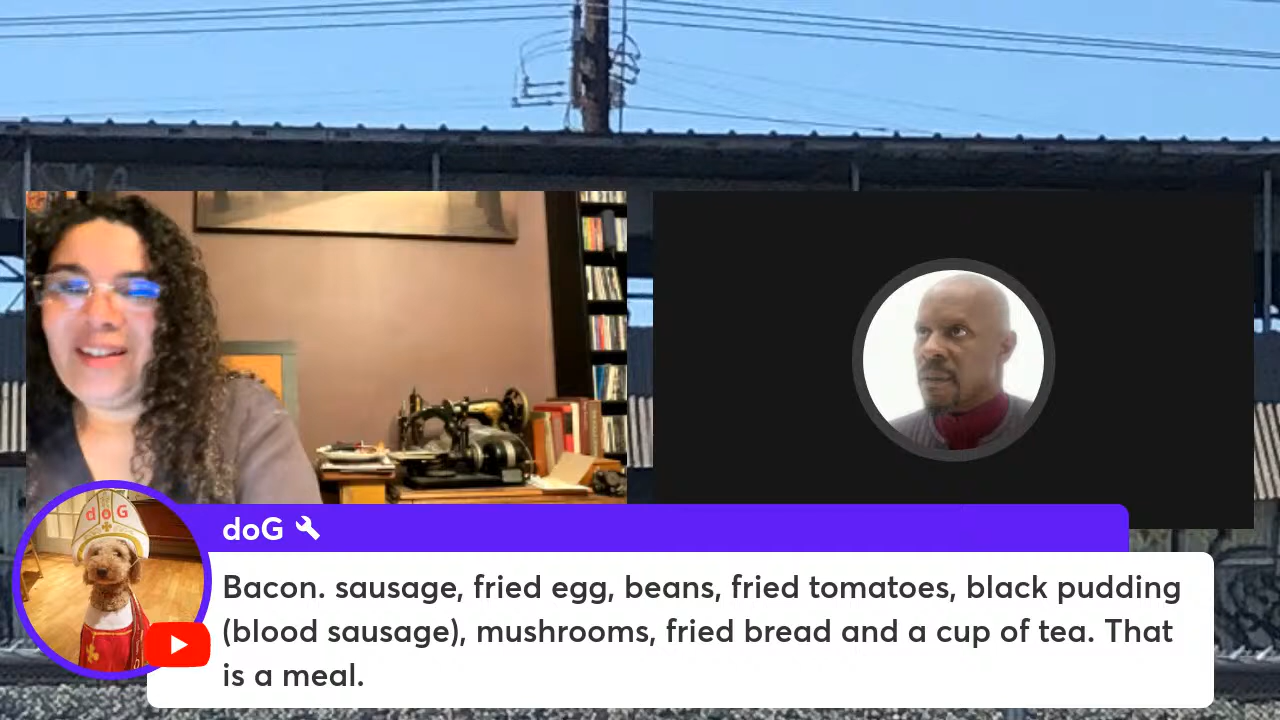 doG
doG
Bacon. sausage, fried egg, beans, fried tomatoes, black pudding
(blood sausage), mushrooms, fried bread and a cup of tea. That
is a meal.